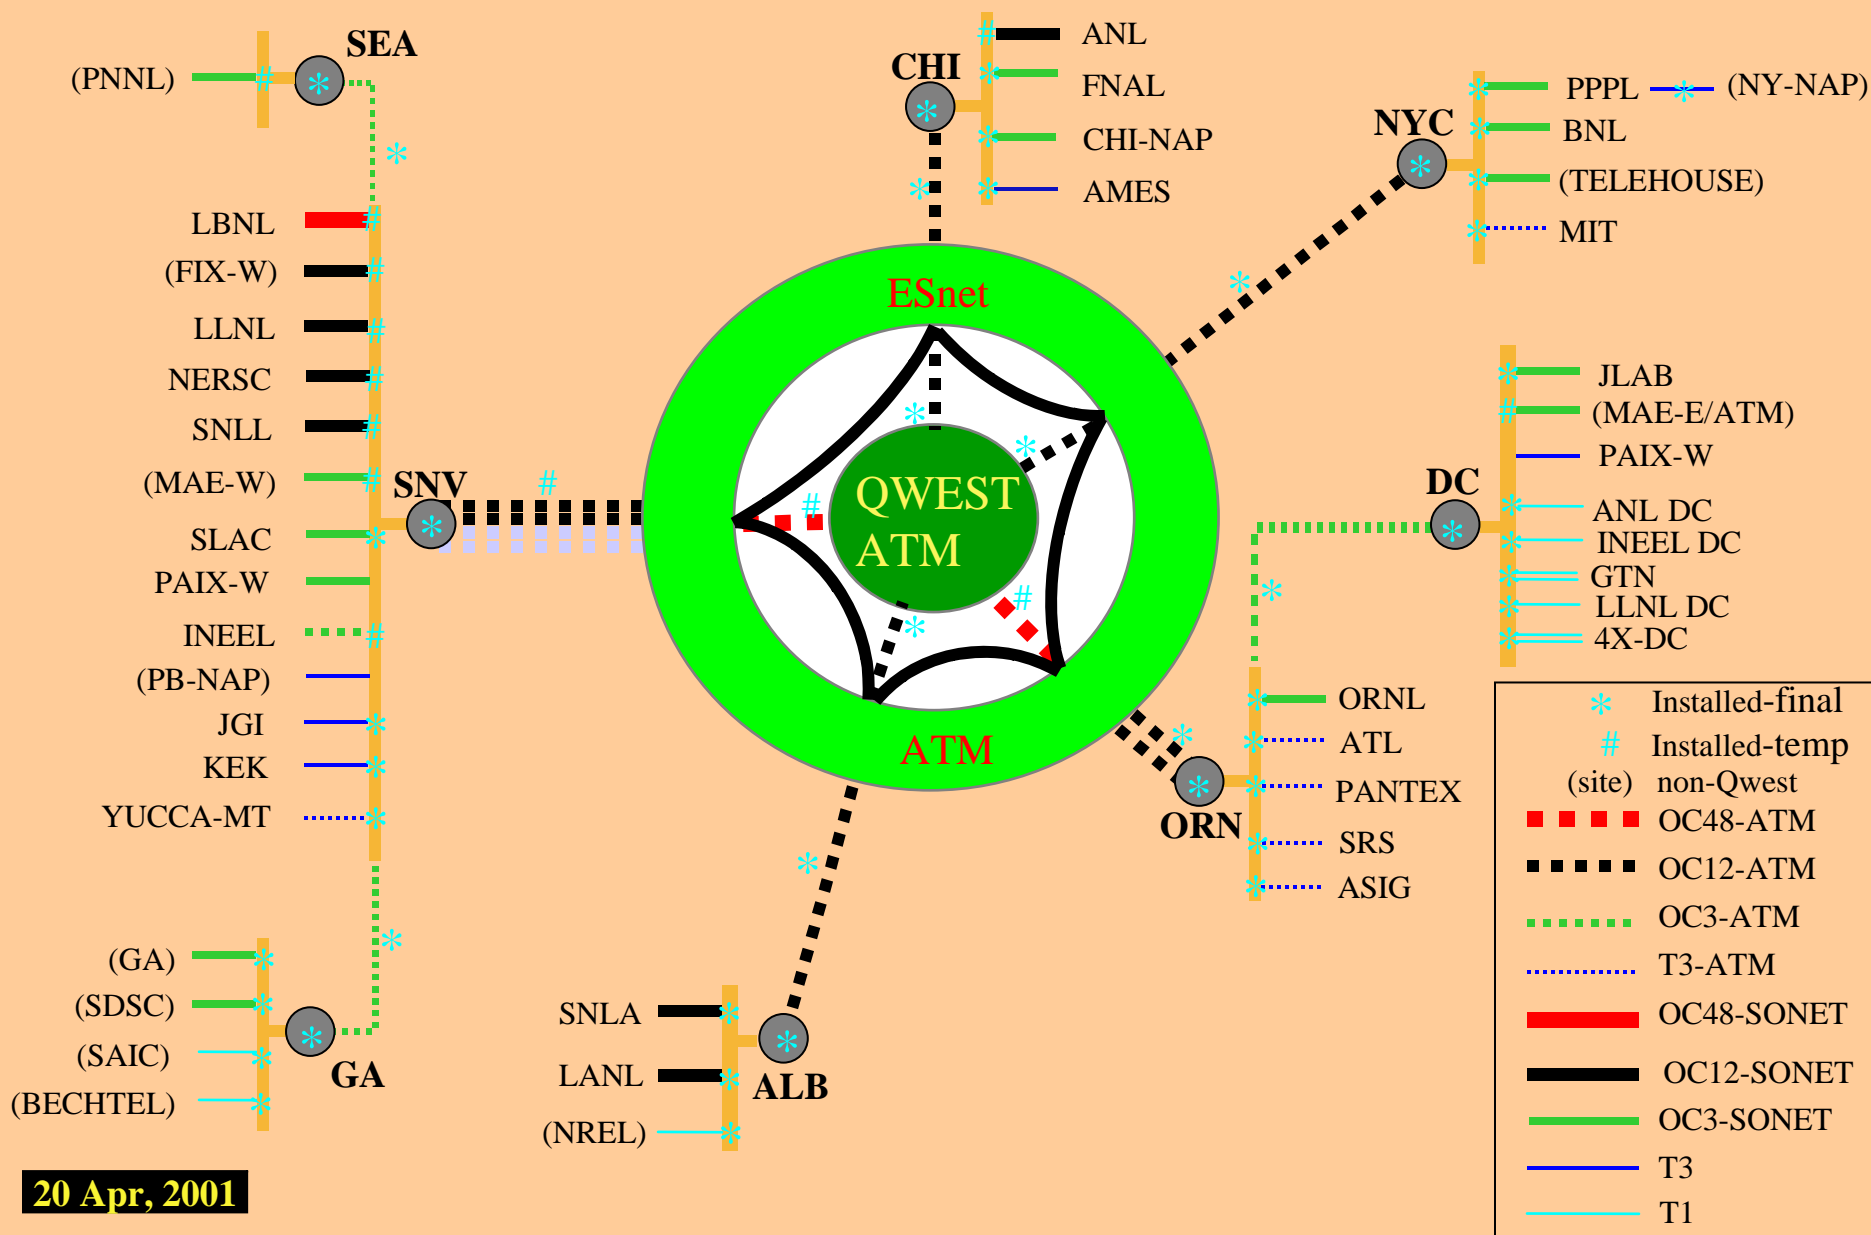 SEA
(PNNL)
LBNL
(FIX-W)
LLNL
NERSC
SNLL
(MAE-W)
SNV
SLAC
PAIX-W
INEEL
(PB-NAP)
JGI
KEK
YUCCA-MT
(GA)
(SDSC)
(SAIC)
(BECHTEL)
GA
20 Apr, 2001
CHI
ANL
FNAL
CHI-NAP
AMES
ESnet
QWEST
ATM
ATM
SNLA
LANL
(NREL)
ALB
NYC
PPPL
(NY-NAP)
BNL
(TELEHOUSE)
MIT
DC
JLAB
(MAE-E/ATM)
PAIX-W
ANL DC
INEEL DC
GTN
LLNL DC
4X-DC
ORN
ORNL
ATL
PANTEX
SRS
ASIG
* Installed-final
# Installed-temp
(site) non-Qwest
OC48-ATM
OC12-ATM
OC3-ATM
T3-ATM
OC48-SONET
OC12-SONET
OC3-SONET
T3
T1